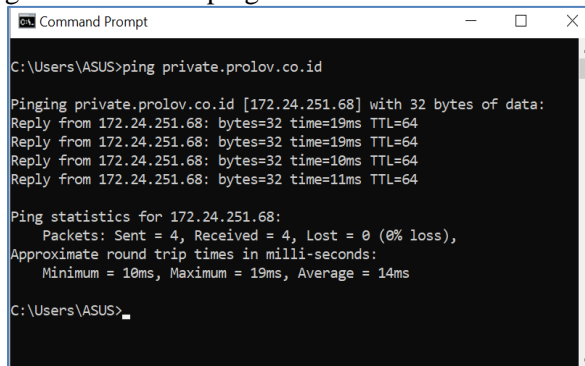 Command Prompt
C:\Users\ASUS>ping private.prolov.co.id
Pinging private.prolov.co.id [172.24.251.68] with 32 bytes of data:
Reply from 172.24.251.68: bytes=32 time=19ms TTL=64
Reply from 172.24.251.68: bytes=32 time=19ms TTL=64
Reply from 172.24.251.68: bytes=32 time=10ms TTL=64
Reply from 172.24.251.68: bytes=32 time=11ms TTL=64
Ping statistics for 172.24.251.68:
Packets: Sent = 4, Received = 4, Lost = 0 (0% loss),
Approximate round trip times in milli-seconds:
Minimum = 10ms, Maximum = 19ms, Average = 14ms
C:\Users\ASUS>